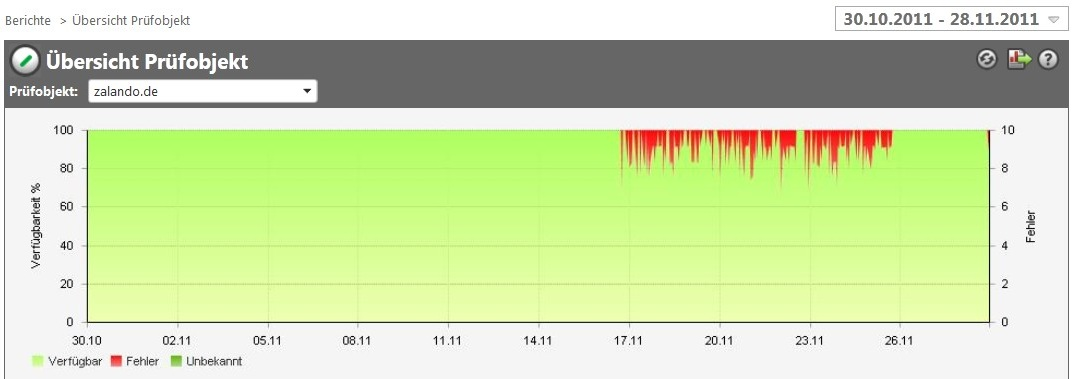 Berichte > Übersicht Prüfobjekt
30.10.2011 - 28.11.2011
Übersicht Prüfobjekt
?
Prüfobjekt: zalando.de
100
80
60
40
20
0
Verfügbarkeit %
10
8
6
4
2
0
Fehler
30.10 02.11 05.11 08.11 11.11 14.11 17.11 20.11 23.11 26.11
Verfügbar Fehler Unbekannt